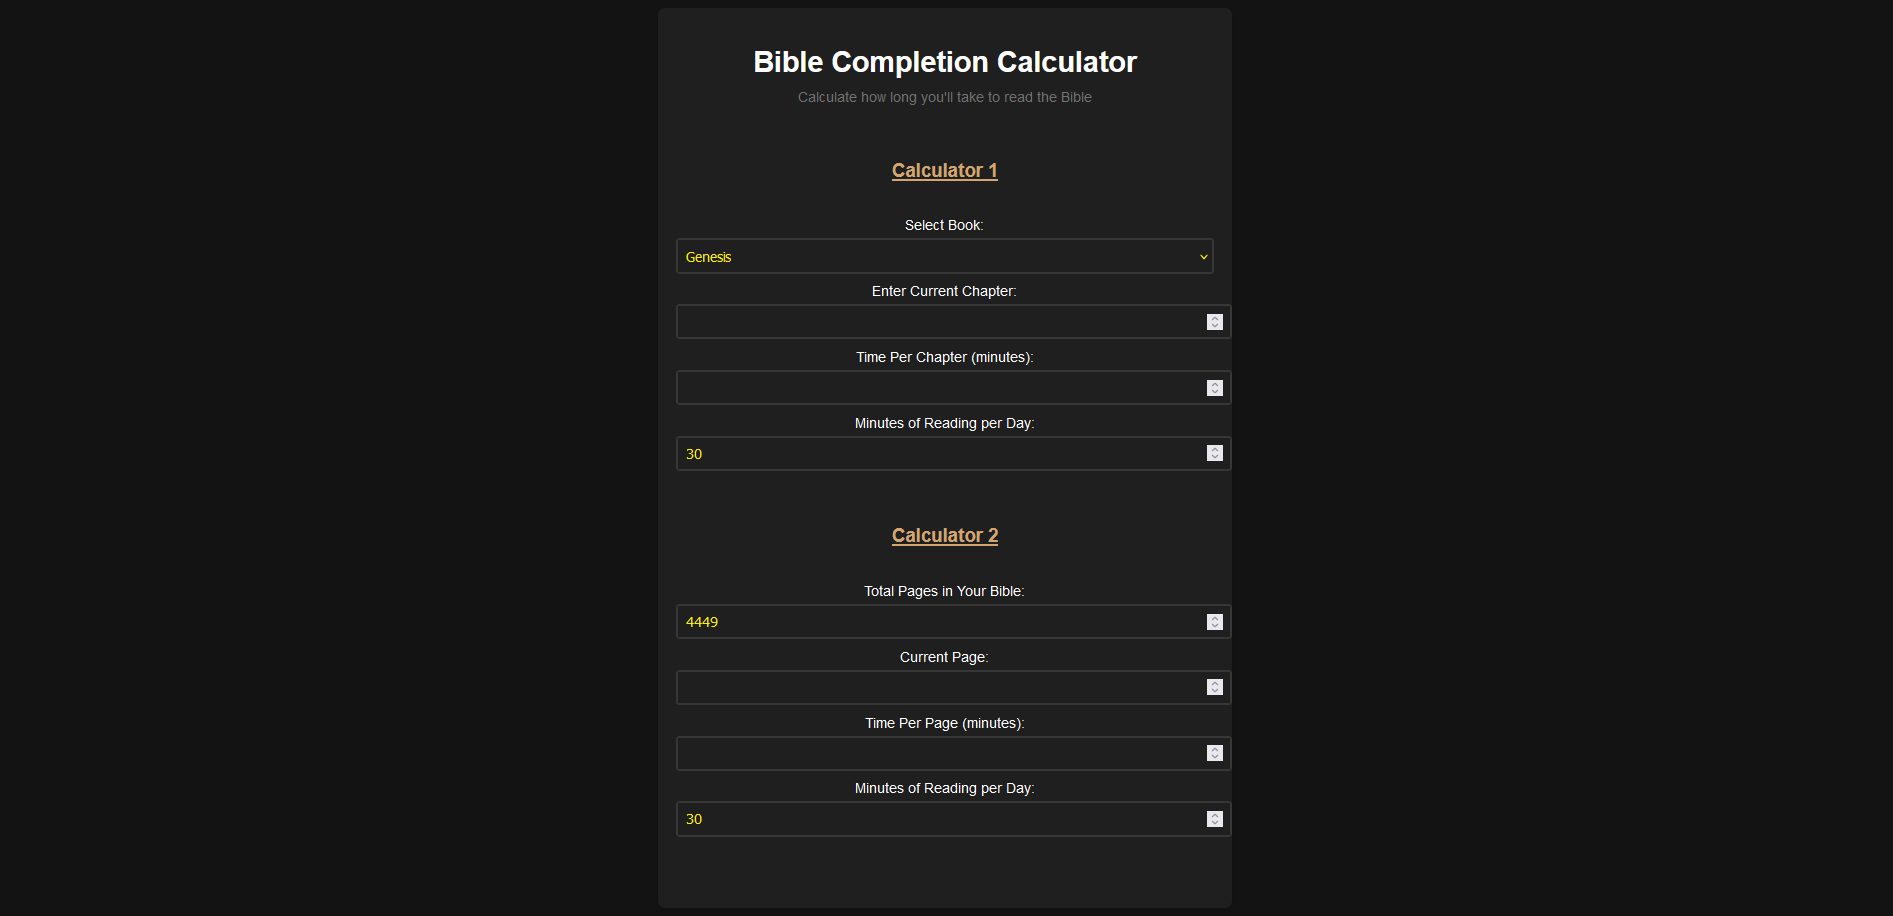 Bible Completion Calculator
Calculate how long you'll take to read the Bible
Calculator 1
Select Book:
Genesis
Enter Current Chapter:
Time Per Chapter (minutes):
Minutes of Reading per Day:
30
Calculator 2
Total Pages in Your Bible:
4449
Current Page:
Time Per Page (minutes):
Minutes of Reading per Day:
30